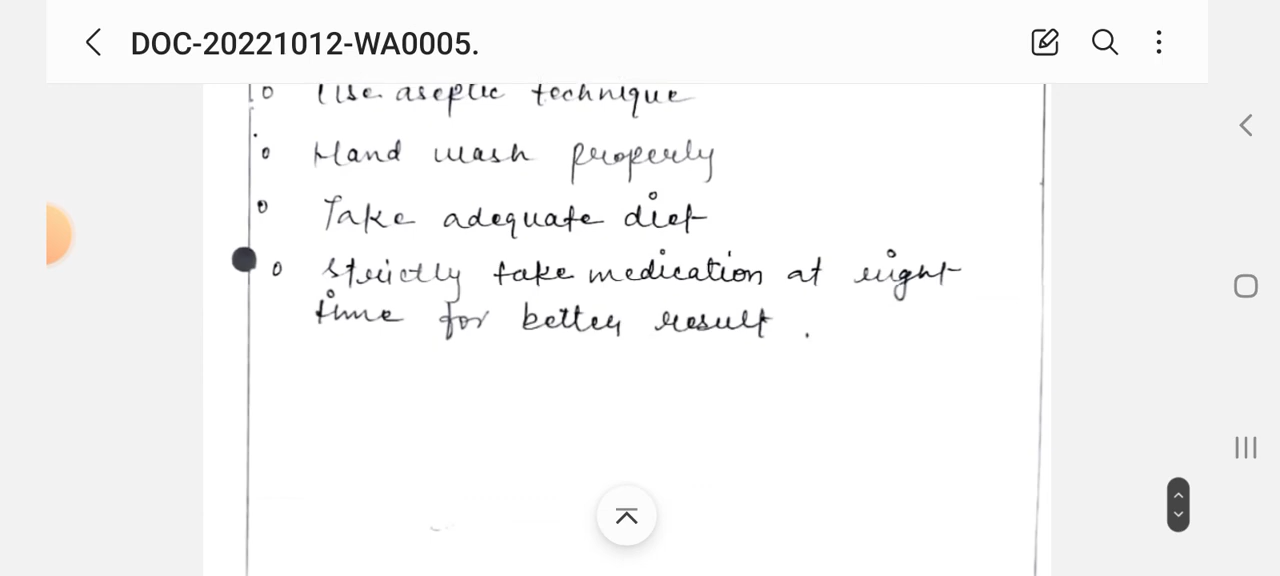 DOC-20221012-WA0005.
Use aseptic technique
Hand wash properly
Take adequate diet
Strictly take medication at right
time for better result .